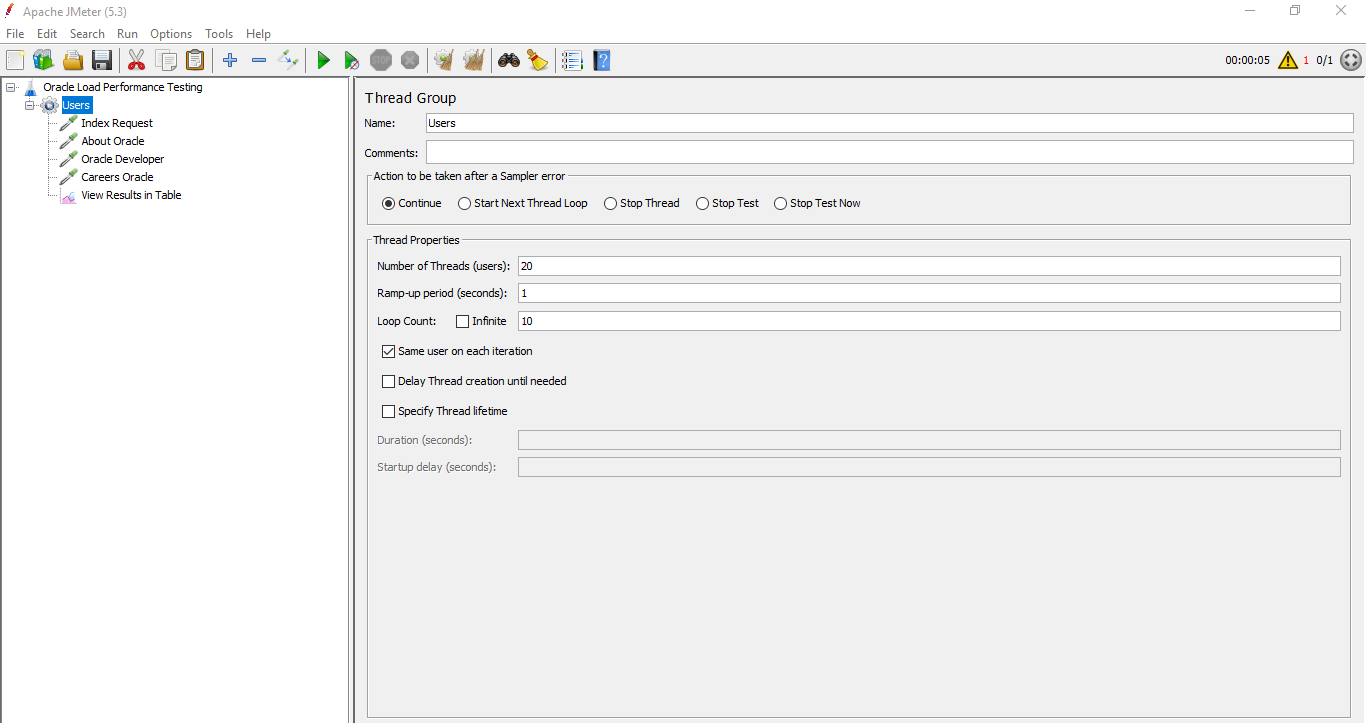 Apache JMeter (5.3)
File Edit Search Run Options Tools Help
STOP ? 00:00:05 1 0/1
Oracle Load Performance Testing
Users
Index Request
About Oracle
Oracle Developer
Careers Oracle
View Results in Table
Thread Group
Name: Users
Comments:
Action to be taken after a Sampler error
Continue Start Next Thread Loop Stop Thread Stop Test Stop Test Now
Thread Properties
Number of Threads (users): 20
Ramp-up period (seconds): 1
Loop Count: Infinite 10
Same user on each iteration
Delay Thread creation until needed
Specify Thread lifetime
Duration (seconds):
Startup delay (seconds):